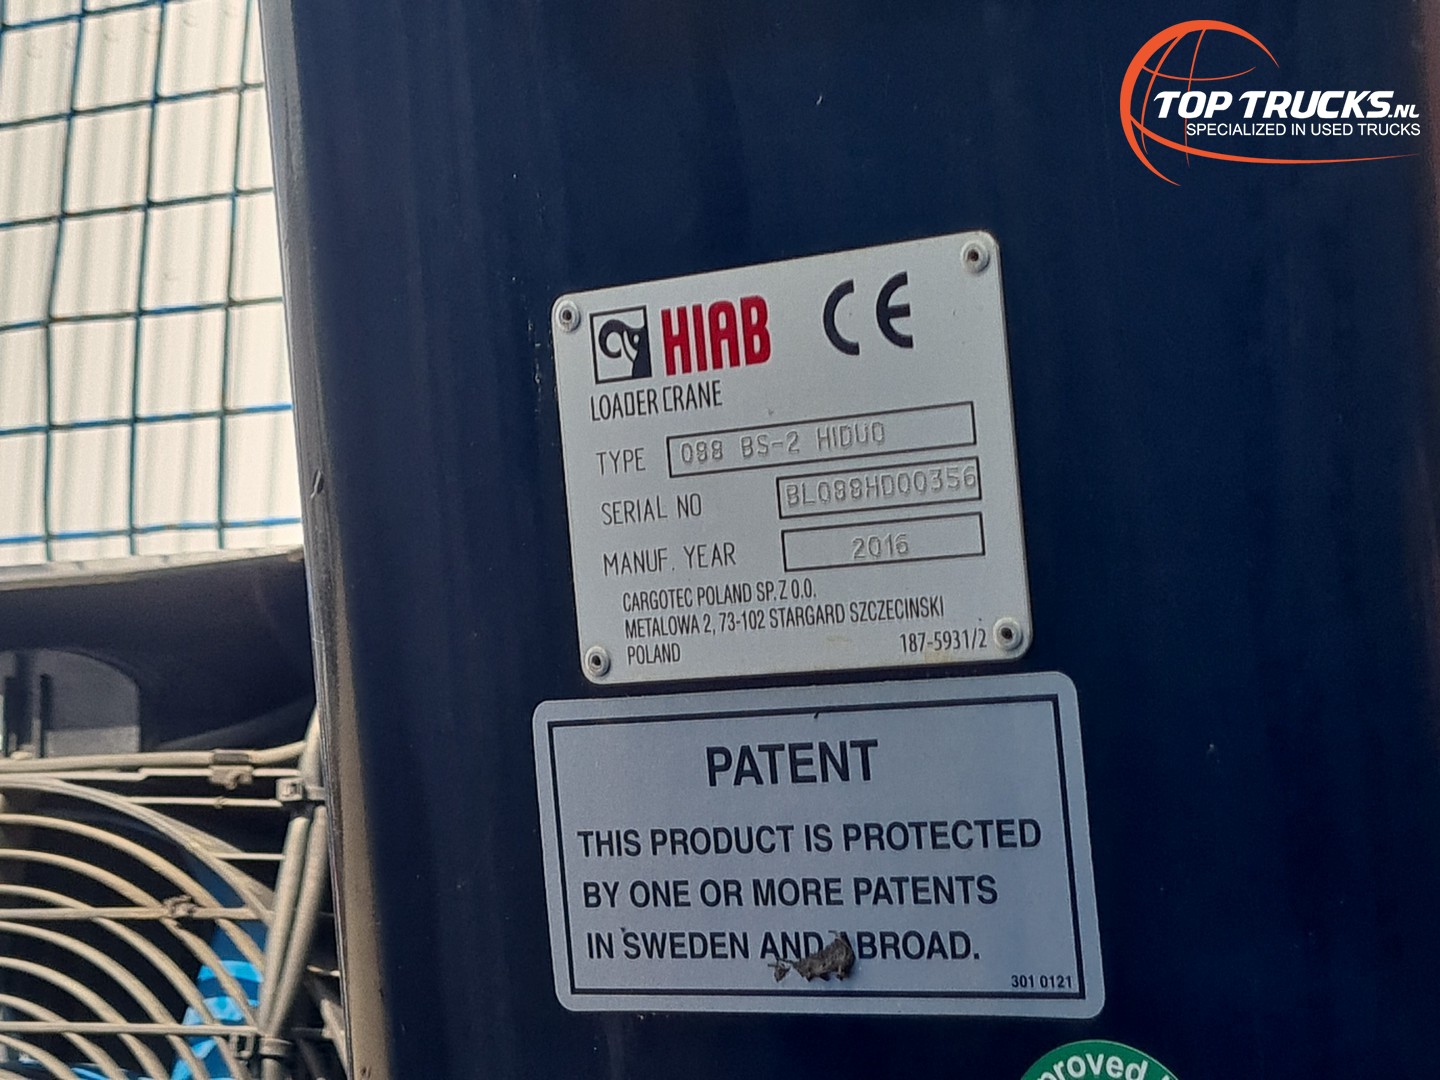 TOP TRUCKS.NL
SPECIALIZED IN USED TRUCKS
HIAB CE
LOADER CRANE
TYPE 088 BS-2 HIDUO
SERIAL NO BL088HD00356
MANUF. YEAR 2016
CARGOTEC POLAND SP. Z O.O.
METALOWA 2, 73-102 STARGARD SZCZECINSKI
POLAND 187-5931/2
PATENT
THIS PRODUCT IS PROTECTED
BY ONE OR MORE PATENTS
IN SWEDEN AND ABROAD.
301 0121